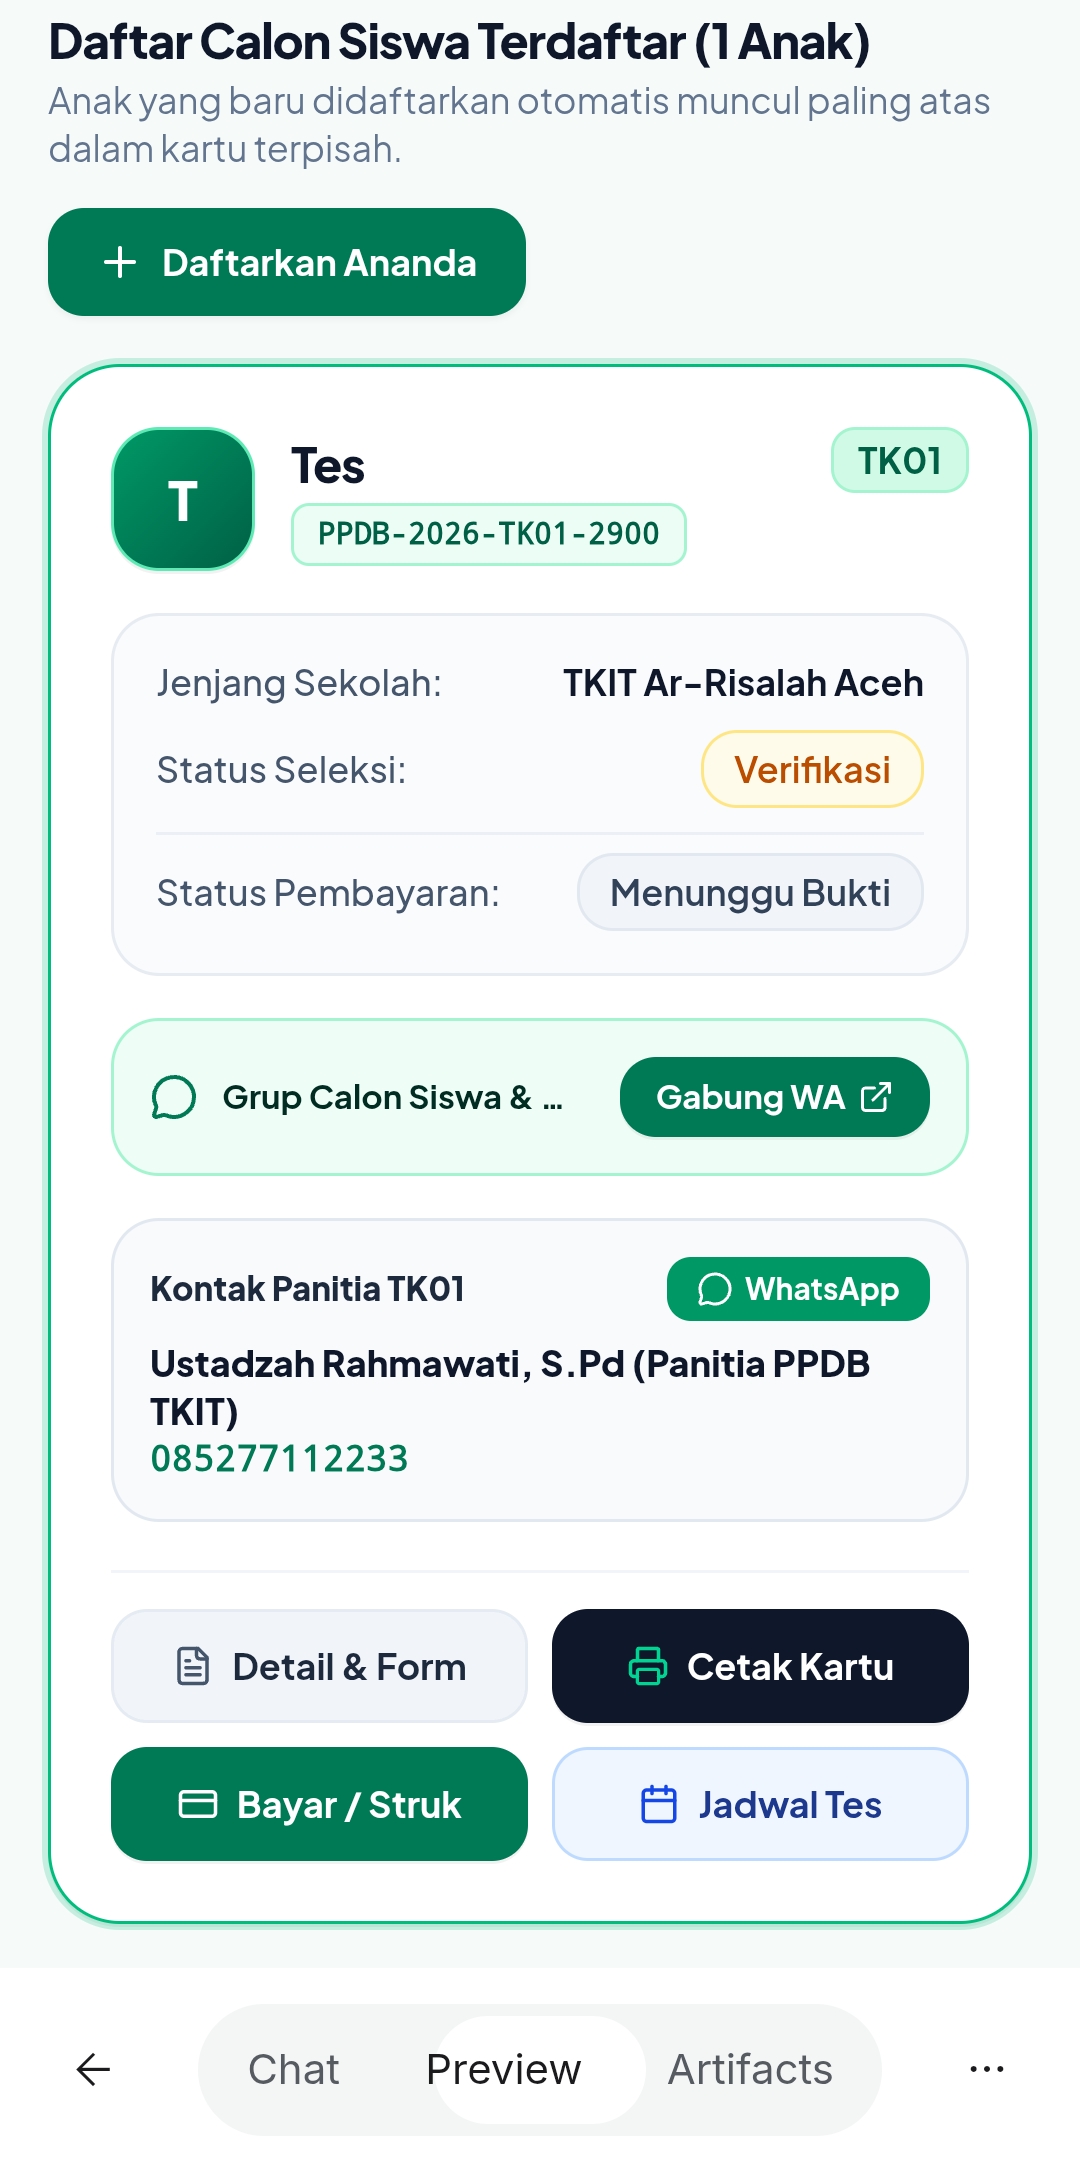 Daftar Calon Siswa Terdaftar (1 Anak)
Anak yang baru didaftarkan otomatis muncul paling atas
dalam kartu terpisah.
Daftarkan Ananda
T
Tes
TK01
PPDB-2026-TK01-2900
Jenjang Sekolah:
TKIT Ar-Risalah Aceh
Status Seleksi:
Verifikasi
Status Pembayaran:
Menunggu Bukti
Grup Calon Siswa & ...
Gabung WA
Kontak Panitia TK01
WhatsApp
Ustadzah Rahmawati, S.Pd (Panitia PPDB
TKIT)
085277112233
Detail & Form
Cetak Kartu
Bayar / Struk
Jadwal Tes
Chat
Preview
Artifacts